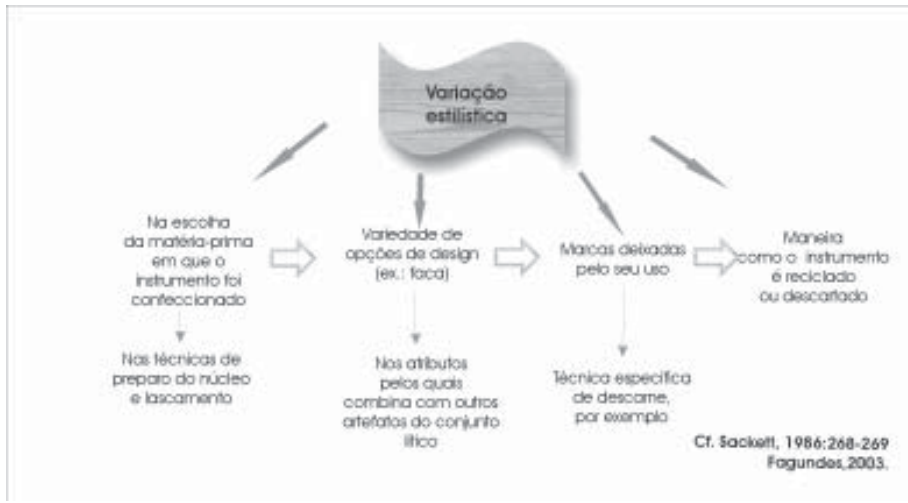 Variação
estilística
Na escolha
da matéria-prima
em que o
instrumento foi
confeccionado
Variedade de
opções de design
(ex.: faca)
Marcas deixadas
pelo seu uso
Maneira
como o instrumento
é reciclado
ou descartado
Nas técnicas de
preparo do núcleo
e lascamento
Nos atributos
pelos quais
combina com outros
artefatos do conjunto
lítico
Técnica específica
de descarne,
por exemplo
Cf. Sackett, 1986:268-269
Fagundes,2003.